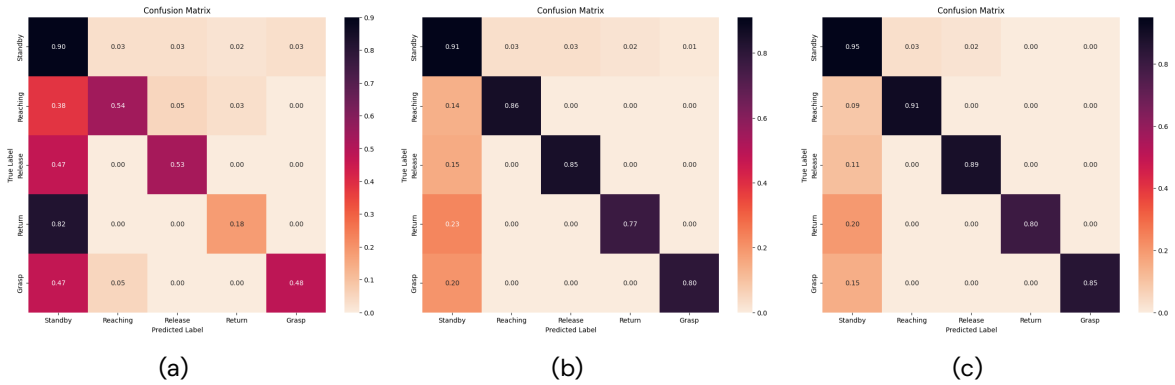 Confusion Matrix
Standby 0.90 0.03 0.03 0.02 0.03
Reaching 0.38 0.54 0.05 0.03 0.00
Release 0.47 0.00 0.53 0.00 0.00
Return 0.82 0.00 0.00 0.18 0.00
Grasp 0.47 0.05 0.00 0.00 0.48
True Label
Standby Reaching Release Return Grasp
Predicted Label
0.9
0.8
0.7
0.6
0.5
0.4
0.3
0.2
0.1
0.0
(a)
Confusion Matrix
Standby 0.91 0.03 0.03 0.02 0.01
Reaching 0.14 0.86 0.00 0.00 0.00
Release 0.15 0.00 0.85 0.00 0.00
Return 0.23 0.00 0.00 0.77 0.00
Grasp 0.20 0.00 0.00 0.00 0.80
True Label
Standby Reaching Release Return Grasp
Predicted Label
0.8
0.6
0.4
0.2
0.0
(b)
Confusion Matrix
Standby 0.95 0.03 0.02 0.00 0.00
Reaching 0.09 0.91 0.00 0.00 0.00
Release 0.11 0.00 0.89 0.00 0.00
Return 0.20 0.00 0.00 0.80 0.00
Grasp 0.15 0.00 0.00 0.00 0.85
True Label
Standby Reaching Release Return Grasp
Predicted Label
0.8
0.6
0.4
0.2
0.0
(c)